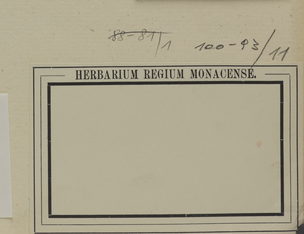 88-81/1
100-93/11
HERBARIUM REGIUM MONACENSE.